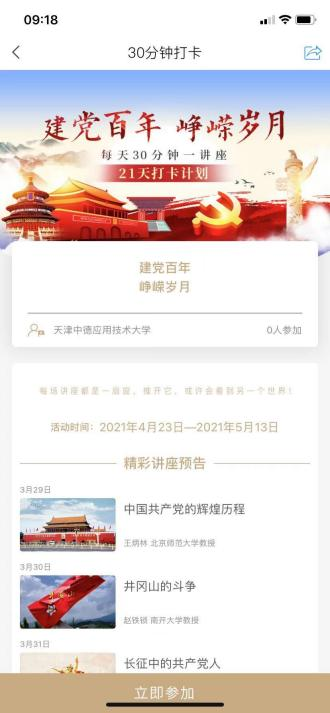 09:18
30分钟打卡
建党百年 峥嵘岁月
每天30分钟一讲座
21天打卡计划
建党百年
峥嵘岁月
天津中德应用技术大学
0人参加
每场讲座都是一扇窗，推开它，或许会看到另一个世界！
活动时间：2021年4月23日—2021年5月13日
精彩讲座预告
3月29日
中国共产党的辉煌历程
王炳林 北京师范大学教授
3月30日
井冈山的斗争
赵铁锁 南开大学教授
3月31日
长征中的共产党人
立即参加